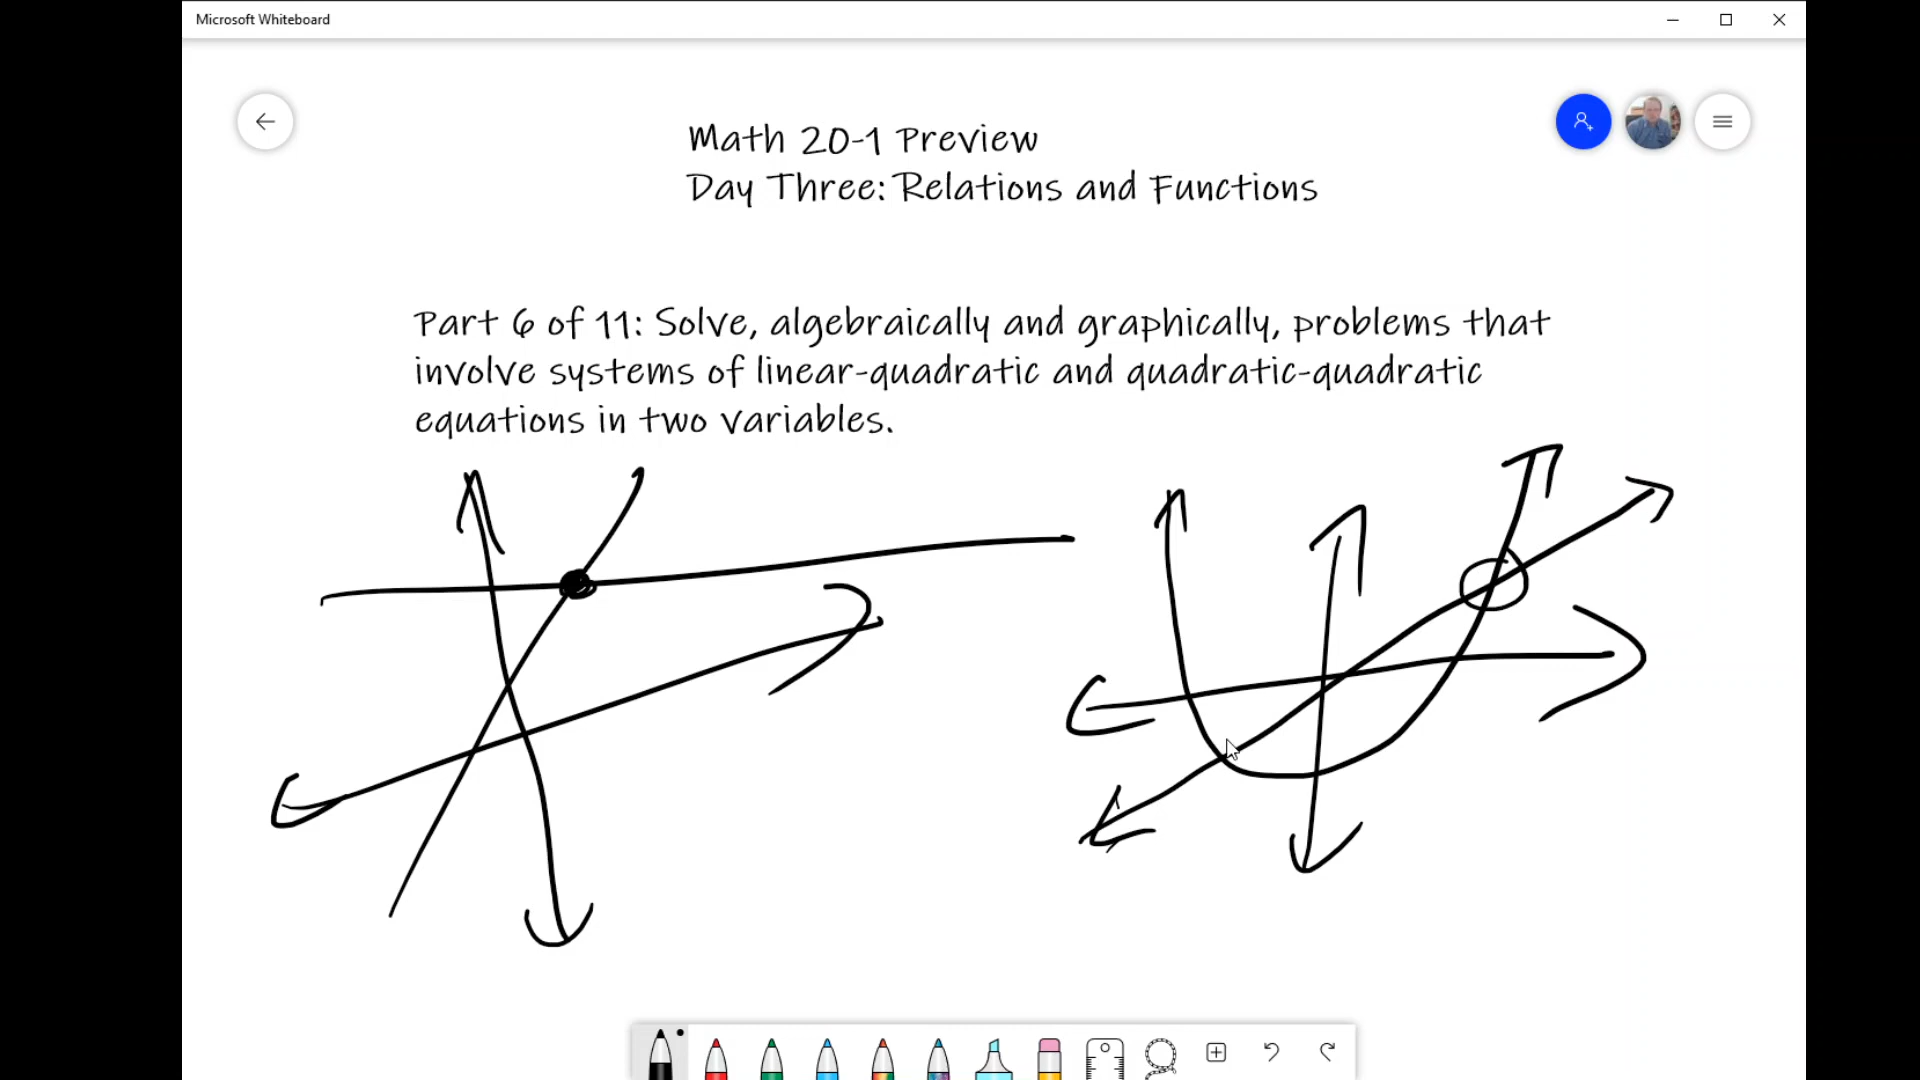 Microsoft Whiteboard
Math 20-1 Preview
Day Three: Relations and Functions
Part 6 of 11: Solve, algebraically and graphically, problems that
involve systems of linear-quadratic and quadratic-quadratic
equations in two variables.